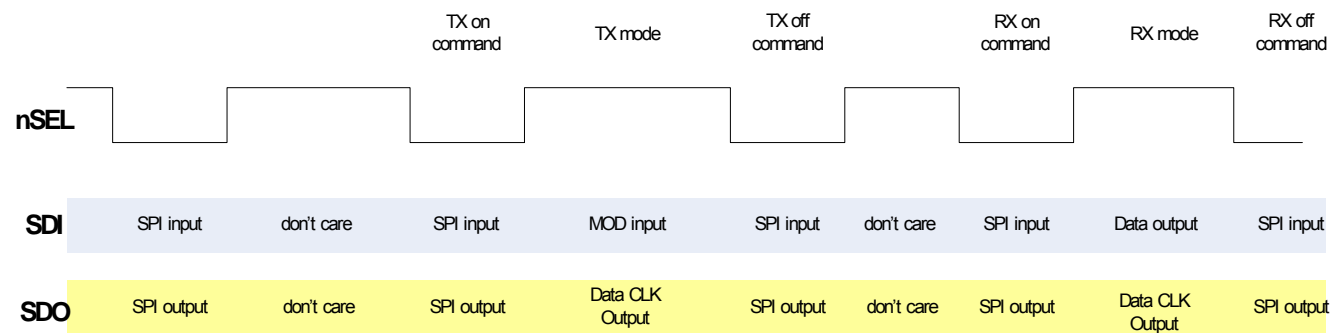 TX on command TX mode TX off command RX on command RX mode RX off command
nSEL
SDI SPI input don't care SPI input MOD input SPI input don't care SPI input Data output SPI input
SDO SPI output don't care SPI output Data CLK Output SPI output don't care SPI output Data CLK Output SPI output